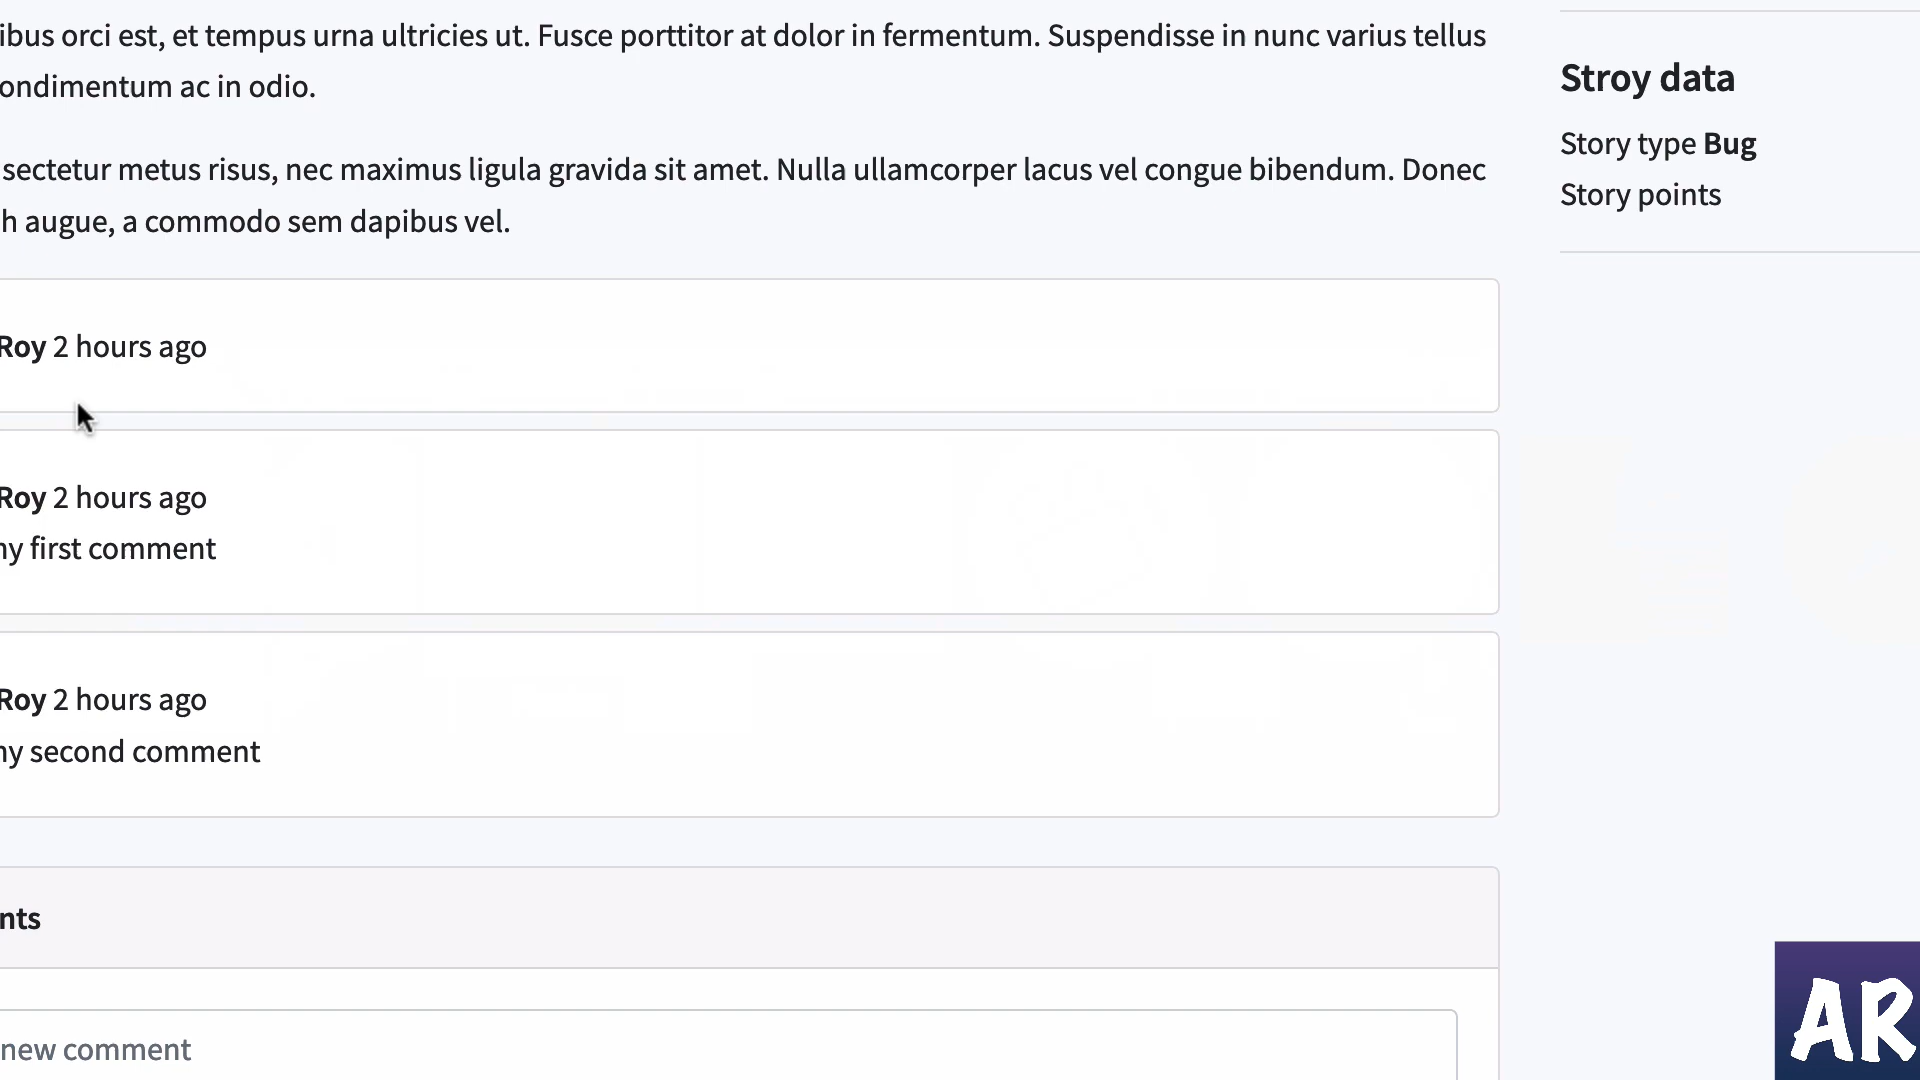 ibus orci est, et tempus urna ultricies ut. Fusce porttitor at dolor in fermentum. Suspendisse in nunc varius tellus
ondimentum ac in odio.
sectetur metus risus, nec maximus ligula gravida sit amet. Nulla ullamcorper lacus vel congue bibendum. Donec
h augue, a commodo sem dapibus vel.
Roy 2 hours ago
Roy 2 hours ago
ny first comment
Roy 2 hours ago
ny second comment
nts
new comment
Stroy data
Story type Bug
Story points
AR